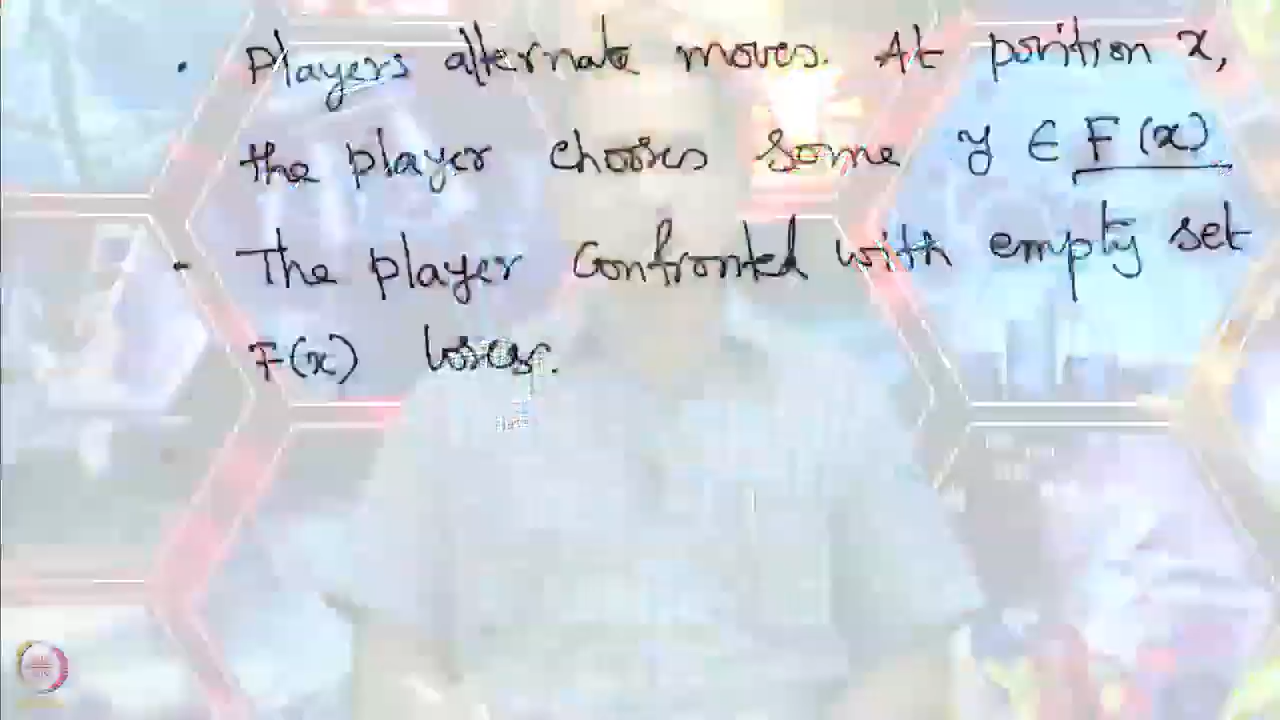 • Players alternate moves. At position x,
the player chooses some y ∈ F(x)
- The player confronted with empty set
F(x) loses.